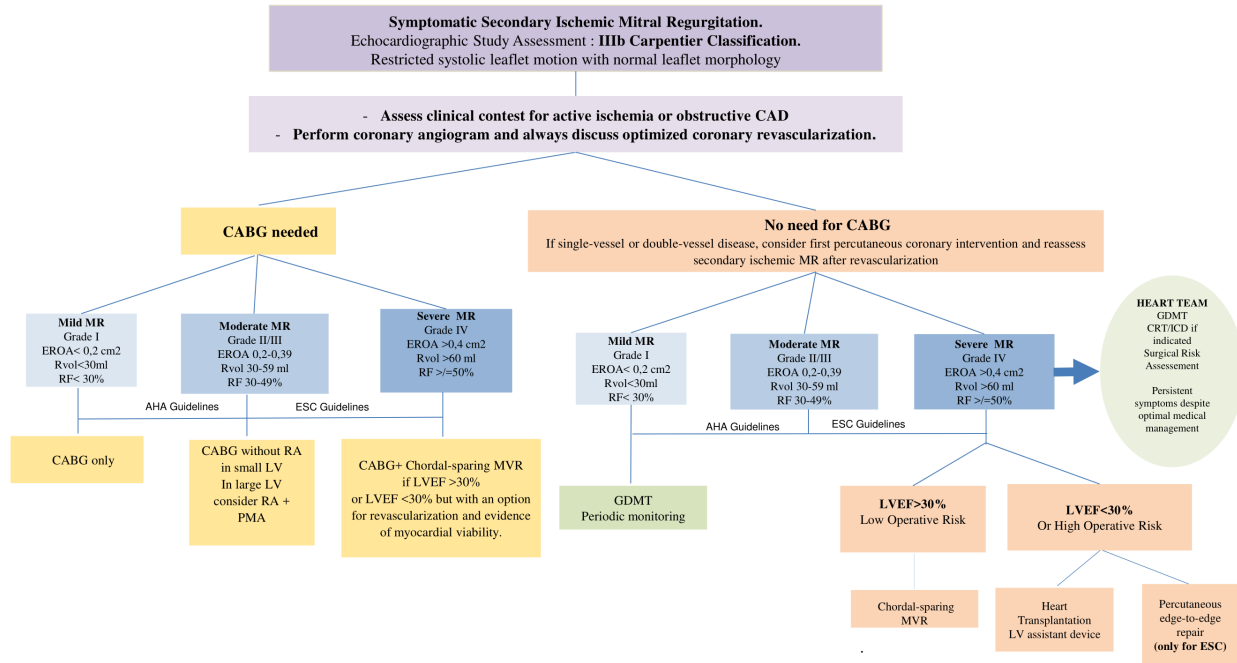 Symptomatic Secondary Ischemic Mitral Regurgitation.
Echocardiographic Study Assessment : IIIb Carpentier Classification.
Restricted systolic leaflet motion with normal leaflet morphology
- Assess clinical contest for active ischemia or obstructive CAD
- Perform coronary angiogram and always discuss optimized coronary revascularization.
CABG needed
No need for CABG
If single-vessel or double-vessel disease, consider first percutaneous coronary intervention and reassess
secondary ischemic MR after revascularization
Mild MR
Grade I
EROA< 0,2 cm2
Rvol<30ml
RF< 30%
Moderate MR
Grade II/III
EROA 0,2-0,39
Rvol 30-59 ml
RF 30-49%
Severe MR
Grade IV
EROA >0,4 cm2
Rvol >60 ml
RF >/=50%
Mild MR
Grade I
EROA< 0,2 cm2
Rvol<30ml
RF< 30%
Moderate MR
Grade II/III
EROA 0,2-0,39
Rvol 30-59 ml
RF 30-49%
Severe MR
Grade IV
EROA >0,4 cm2
Rvol >60 ml
RF >/=50%
HEART TEAM
GDMT
CRT/ICD if
indicated
Surgical Risk
Assessment
Persistent
symptoms despite
optimal medical
management
AHA Guidelines
ESC Guidelines
AHA Guidelines
ESC Guidelines
CABG only
CABG without RA
in small LV
In large LV
consider RA +
PMA
CABG+ Chordal-sparing MVR
if LVEF >30%
or LVEF <30% but with an option
for revascularization and evidence
of myocardial viability.
GDMT
Periodic monitoring
LVEF>30%
Low Operative Risk
LVEF<30%
Or High Operative Risk
Chordal-sparing
MVR
Heart
Transplantation
LV assistant device
Percutaneous
edge-to-edge
repair
(only for ESC)
.